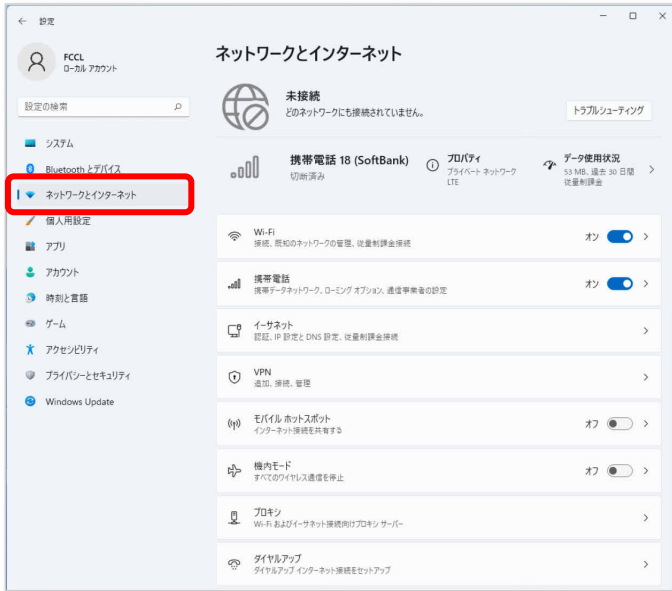 設定
FCCL
ローカル アカウント
設定の検索
システム
Bluetooth とデバイス
ネットワークとインターネット
個人用設定
アプリ
アカウント
時刻と言語
ゲーム
アクセシビリティ
プライバシーとセキュリティ
Windows Update
ネットワークとインターネット
未接続
どのネットワークにも接続されていません。
トラブルシューティング
携帯電話 18 (SoftBank)
切断済み
プロパティ
プライベート ネットワーク
LTE
データ使用状況
53 MB、過去 30 日間
従量制課金
Wi-Fi
接続、既知のネットワークの管理、従量制課金接続
オン
携帯電話
携帯データネットワーク、ローミング オプション、通信事業者の設定
オン
イーサネット
認証、IP 設定と DNS 設定、従量制課金接続
VPN
追加、接続、管理
モバイル ホットスポット
インターネット接続を共有する
オフ
機内モード
すべてのワイヤレス通信を停止
オフ
プロキシ
Wi-Fi およびイーサネット接続向けプロキシ サーバー
ダイヤルアップ
ダイヤルアップ インターネット接続をセットアップ